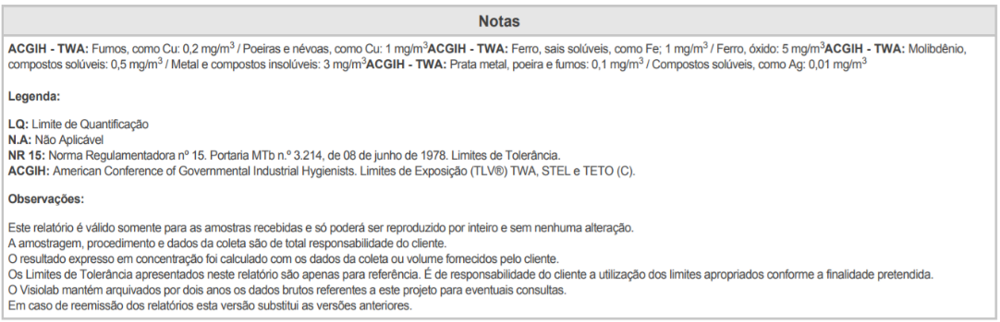 Notas
ACGIH - TWA: Fumos, como Cu: 0,2 mg/m³ / Poeiras e névoas, como Cu: 1 mg/m³ACGIH - TWA: Ferro, sais solúveis, como Fe; 1 mg/m³ / Ferro, óxido: 5 mg/m³ACGIH - TWA: Molibdênio,
compostos solúveis: 0,5 mg/m³ / Metal e compostos insolúveis: 3 mg/m³ACGIH - TWA: Prata metal, poeira e fumos: 0,1 mg/m³ / Compostos solúveis, como Ag: 0,01 mg/m³
Legenda:
LQ: Limite de Quantificação
N.A: Não Aplicável
NR 15: Norma Regulamentadora nº 15. Portaria MTb n.º 3.214, de 08 de junho de 1978. Limites de Tolerância.
ACGIH: American Conference of Governmental Industrial Hygienists. Limites de Exposição (TLV®) TWA, STEL e TETO (C).
Observações:
Este relatório é válido somente para as amostras recebidas e só poderá ser reproduzido por inteiro e sem nenhuma alteração.
A amostragem, procedimento e dados da coleta são de total responsabilidade do cliente.
O resultado expresso em concentração foi calculado com os dados da coleta ou volume fornecidos pelo cliente.
Os Limites de Tolerância apresentados neste relatório são apenas para referência. É de responsabilidade do cliente a utilização dos limites apropriados conforme a finalidade pretendida.
O Visiolab mantém arquivados por dois anos os dados brutos referentes a este projeto para eventuais consultas.
Em caso de reemissão dos relatórios esta versão substitui as versões anteriores.